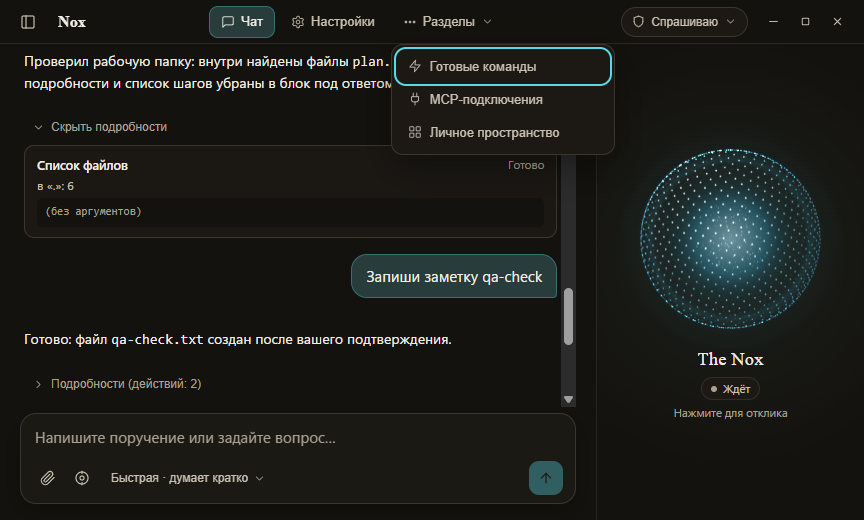 Nox
Чат
Настройки
Разделы
Спрашиваю
Готовые команды
MCP-подключения
Личное пространство
Проверил рабочую папку: внутри найдены файлы plan.
подробности и список шагов убраны в блок под ответом
Скрыть подробности
Список файлов
Готово
в «.»: 6
(без аргументов)
Запиши заметку qa-check
Готово: файл qa-check.txt создан после вашего подтверждения.
Подробности (действий: 2)
Напишите поручение или задайте вопрос...
Быстрая · думает кратко
The Nox
Ждёт
Нажмите для отклика